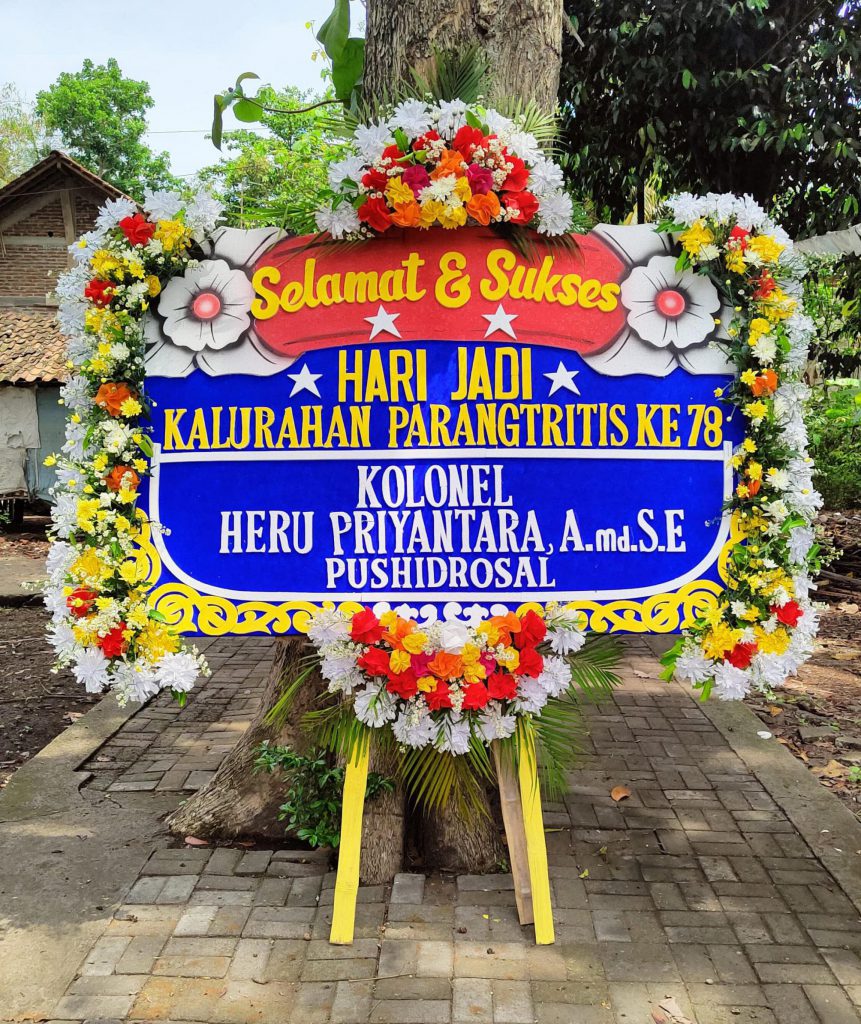 Selamat & Sukses
HARI JADI
KALURAHAN PARANGTRITIS KE 78
KOLONEL
HERU PRIYANTARA, A.md.S.E
PUSHIDROSAL